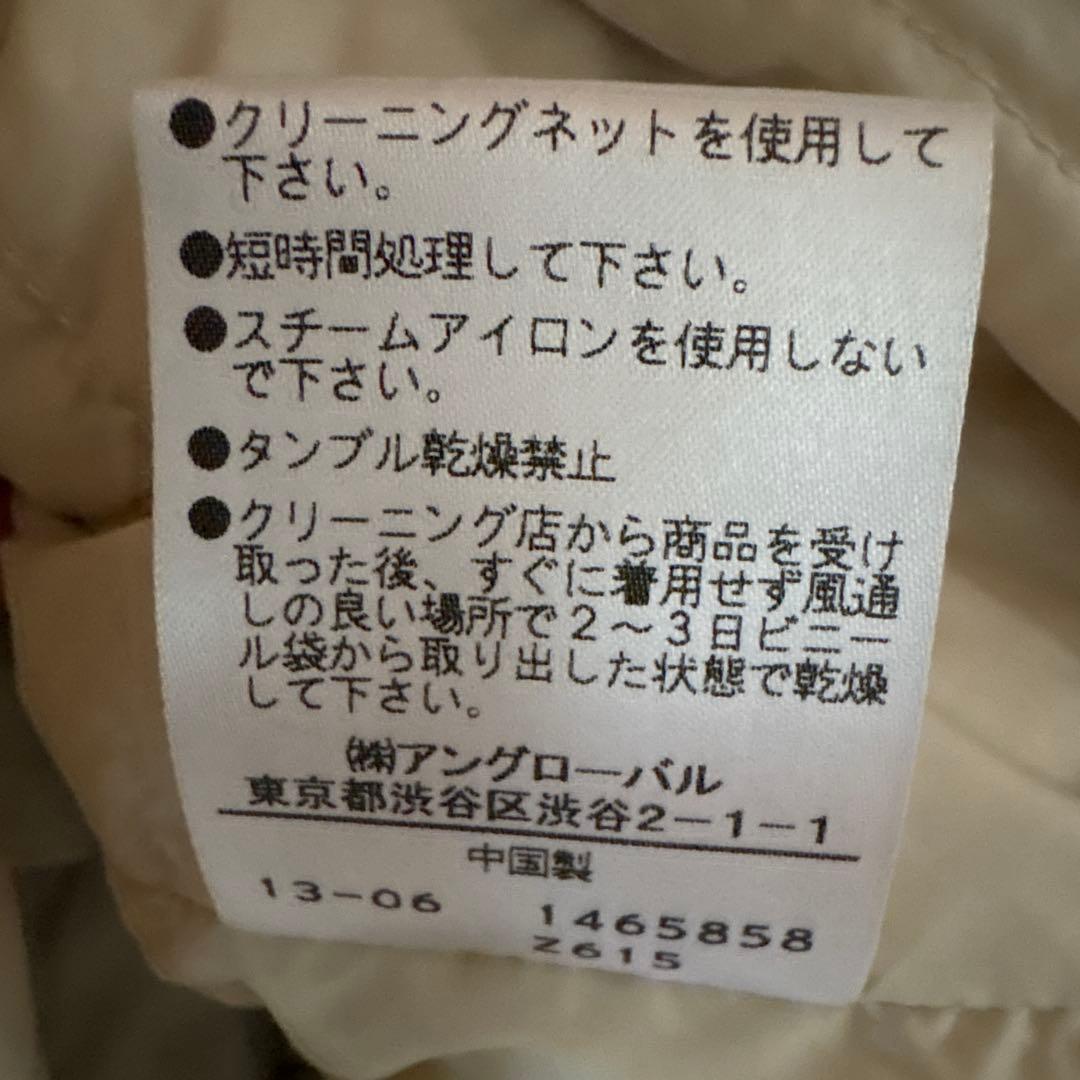 ●クリーニングネットを使用して
下さい。
●短時間処理して下さい。
●スチームアイロンを使用しない
で下さい。
●タンブル乾燥禁止
●クリーニング店から商品を受け
取った後、すぐに着用せず風通
しの良い場所で2〜3日ビニー
ル袋から取り出した状態で乾燥
して下さい。
㈱アングローバル
東京都渋谷区渋谷2-1-1
中国製
13-06 1465858
Z615